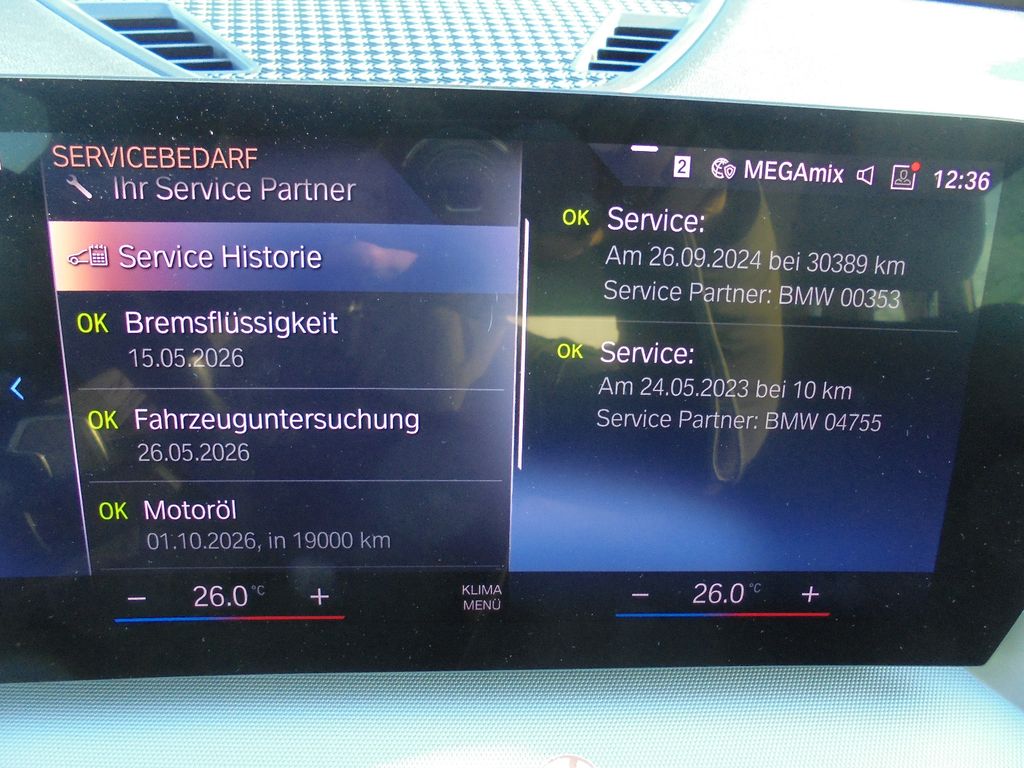 SERVICEBEDARF
Ihr Service Partner
Service Historie
OK Bremsflüssigkeit
15.05.2026
OK Fahrzeuguntersuchung
26.05.2026
OK Motoröl
01.10.2026, in 19000 km
2 MEGAmix 12:36
OK Service:
Am 26.09.2024 bei 30389 km
Service Partner: BMW 00353
OK Service:
Am 24.05.2023 bei 10 km
Service Partner: BMW 04755
− 26.0 °C +
KLIMA
MENÜ
− 26.0 °C +